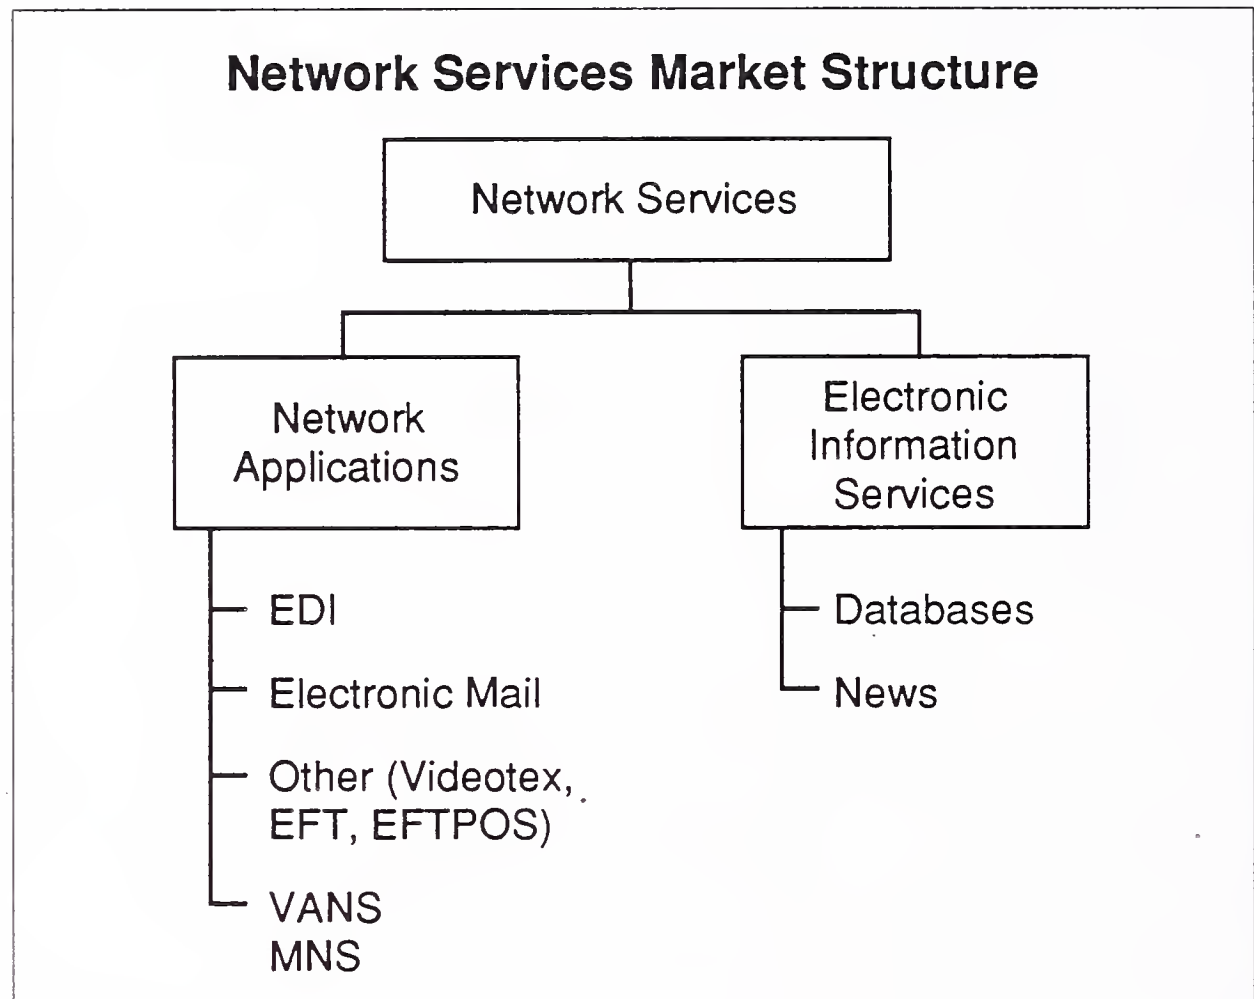 Network Services Market Structure
Network Services
Network
Applications
Electronic
Information
Services
EDI
Electronic Mail
Other (Videotex,
EFT, EFTPOS)
VANS
MNS
Databases
News